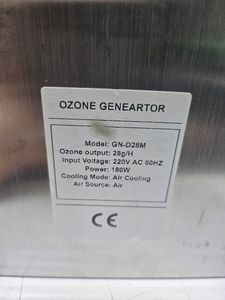 OZONE GENEARTOR
Model: GN-D28M
Ozone output: 28g/H
Input Voltage: 220V AC 50HZ
Power: 180W
Cooling Mode: Air Cooling
Air Source: Air
CE